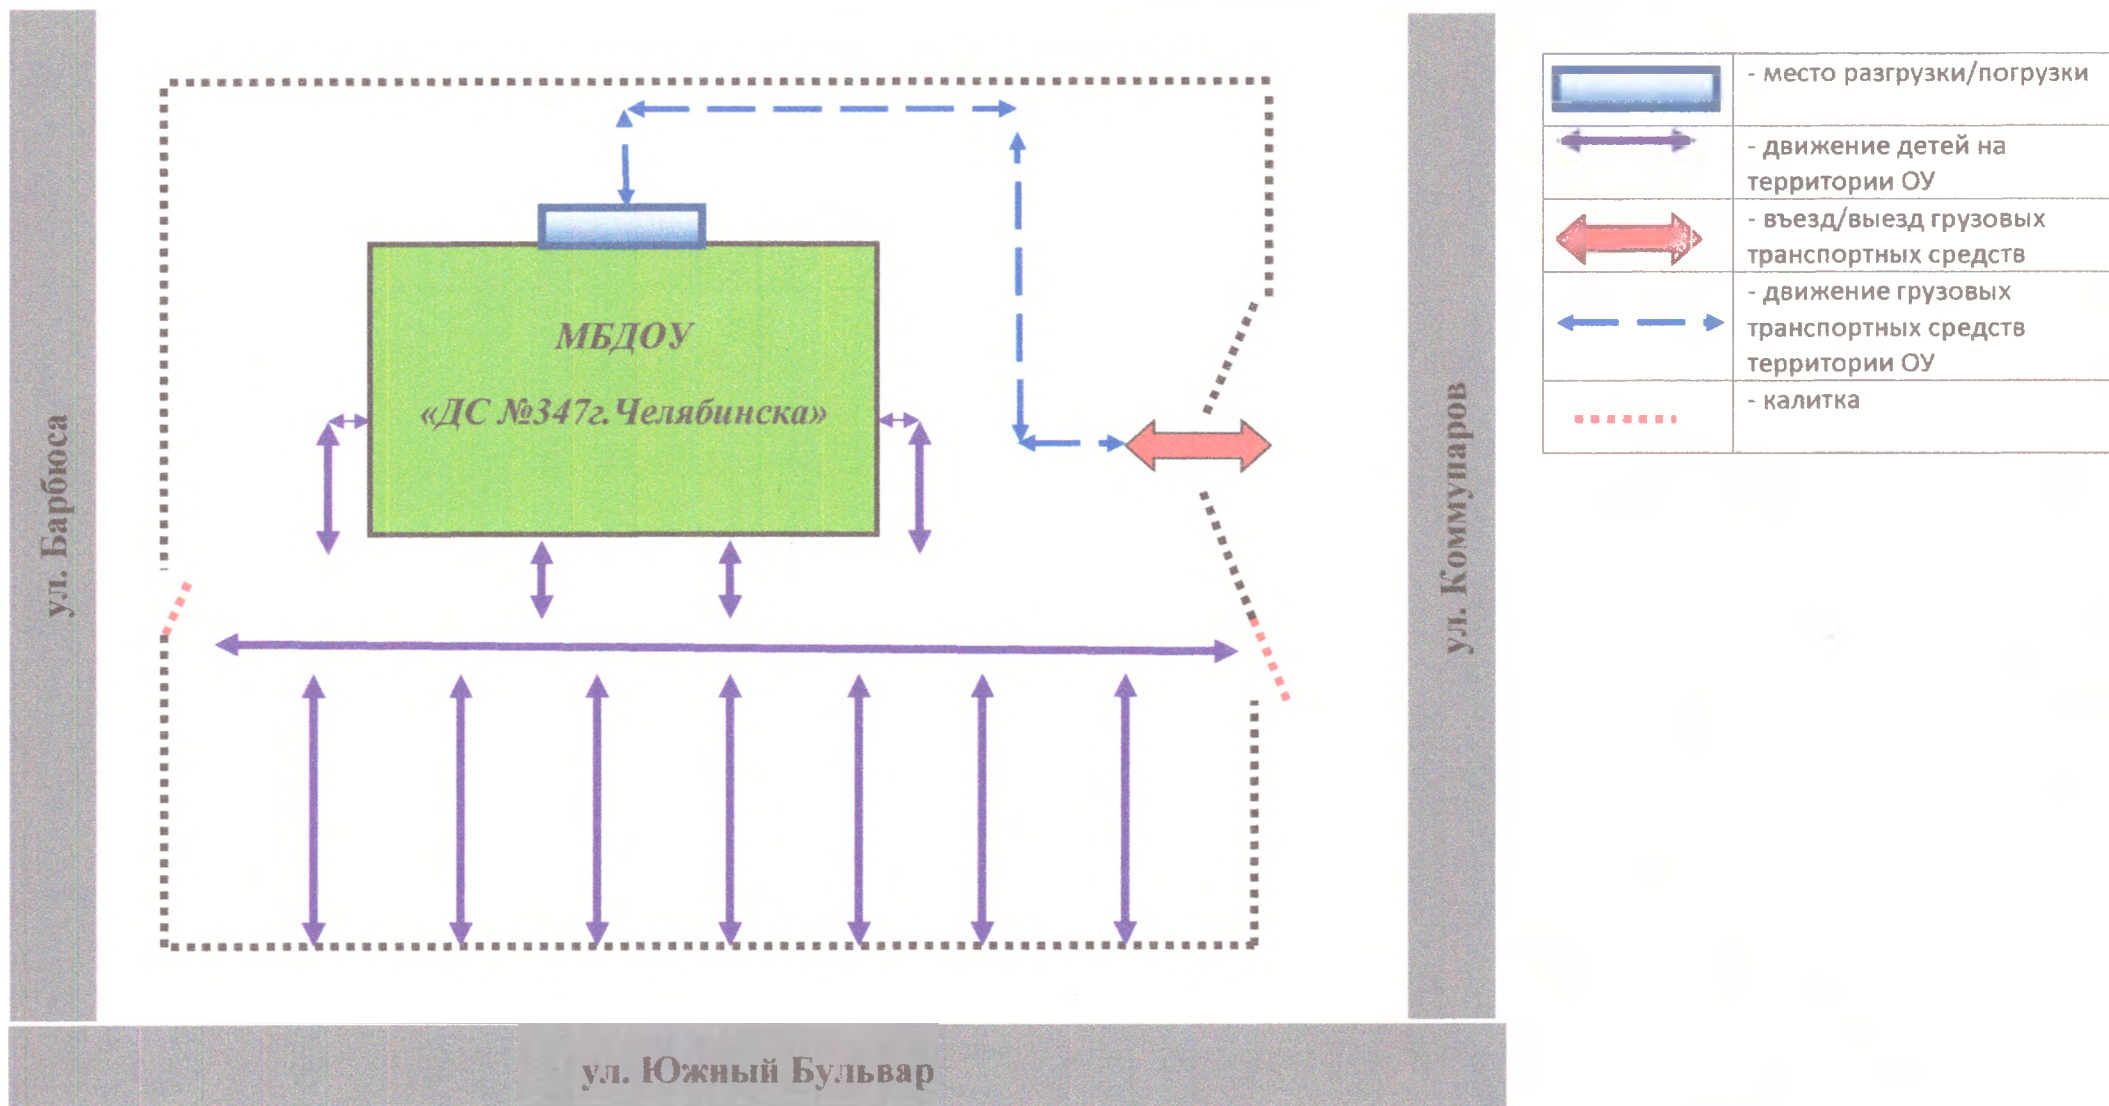 ул. Барбюса
МБДОУ
«ДС №347г.Челябинска»
ул. Коммунаров
ул. Южный Бульвар
- место разгрузки/погрузки
- движение детей на
территории ОУ
- въезд/выезд грузовых
транспортных средств
- движение грузовых
транспортных средств
территории ОУ
- калитка